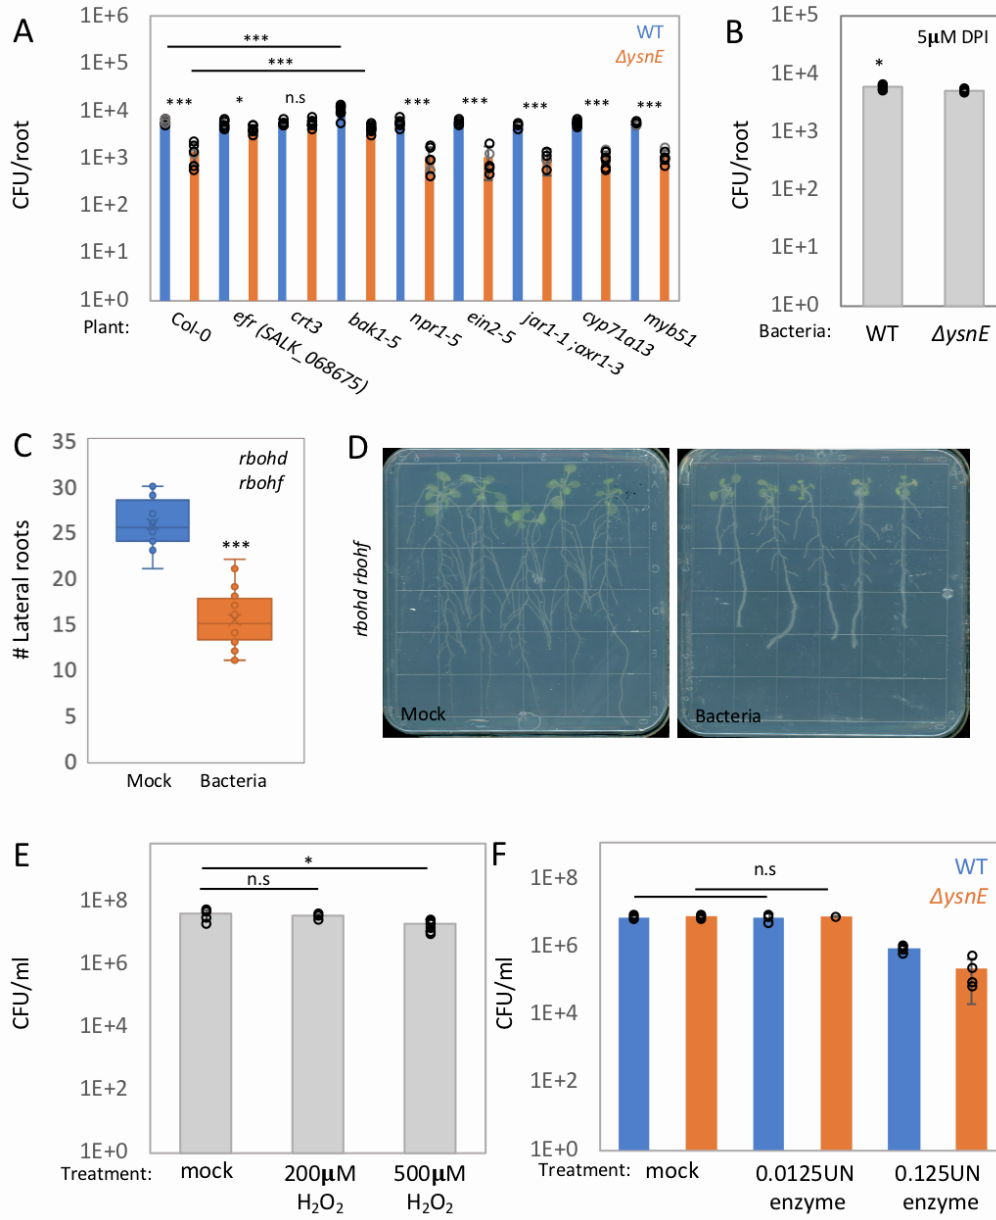 A
WT
ΔysnE
***
***
***
*
n.s
***
***
***
***
***
1E+6
1E+5
1E+4
1E+3
1E+2
1E+1
1E+0
CFU/root
Plant:
Col-0
efr (SALK_068675)
crt3
bak1-5
npr1-5
ein2-5
jar1-1 ;axr1-3
cyp71a13
myb51
B
5μM DPI
*
1E+5
1E+4
1E+3
1E+2
1E+1
1E+0
CFU/root
Bacteria:
WT
ΔysnE
C
rbohd
rbohf
***
35
30
25
20
15
10
5
0
# Lateral roots
Mock
Bacteria
D
rbohd rbohf
Mock
Bacteria
E
*
n.s
1E+8
1E+6
1E+4
1E+2
1E+0
CFU/ml
Treatment:
mock
200μM
H₂O₂
500μM
H₂O₂
F
WT
ΔysnE
n.s
1E+8
1E+6
1E+4
1E+2
1E+0
CFU/ml
Treatment:
mock
0.0125UN
enzyme
0.125UN
enzyme